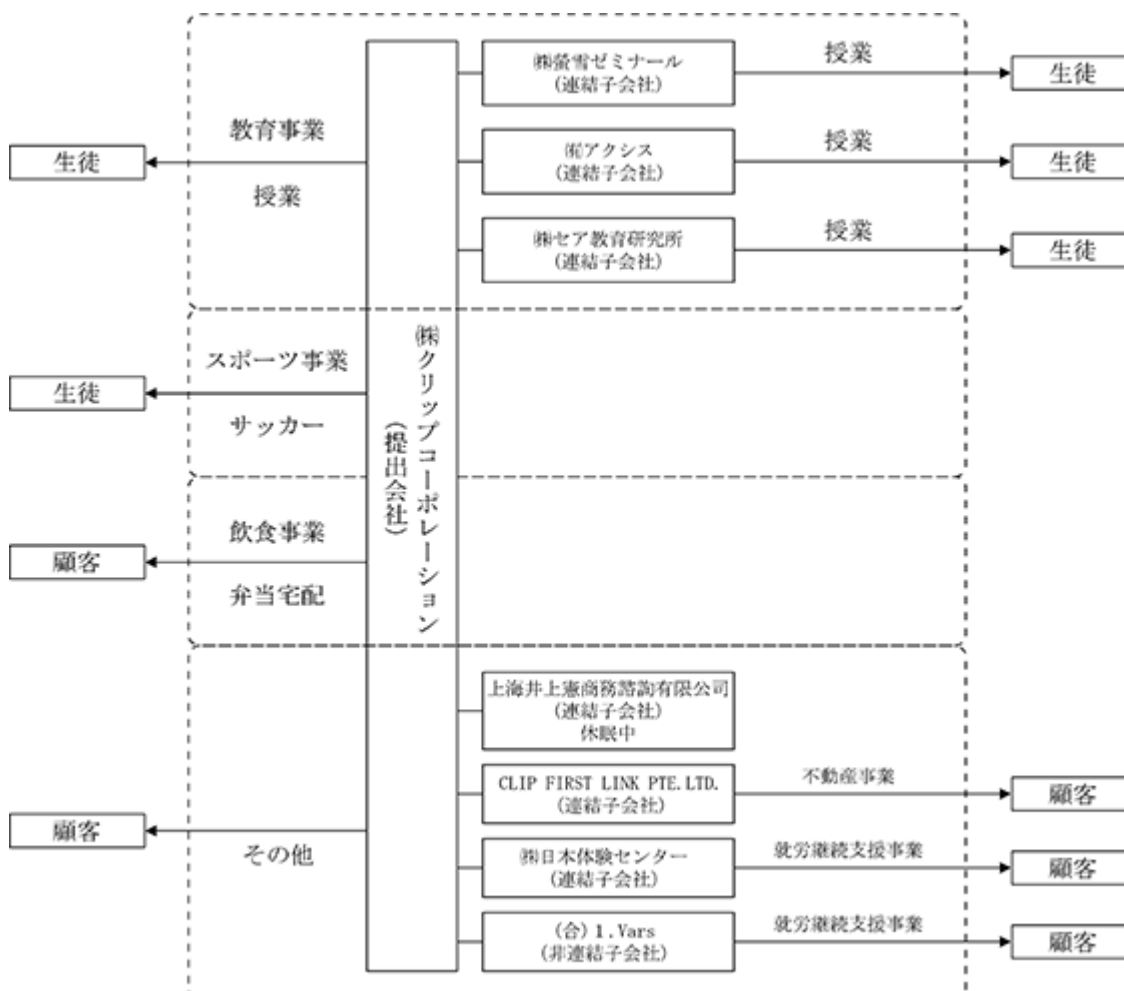 ㈱螢雪ゼミナール
(連結子会社)
授業
生徒
教育事業
生徒
授業
㈲アクシス
(連結子会社)
授業
生徒
㈱セア教育研究所
(連結子会社)
授業
生徒
㈱クリップコーポレーション
(提出会社)
スポーツ事業
生徒
サッカー
飲食事業
顧客
弁当宅配
上海井上憲商務諮詢有限公司
(連結子会社)
休眠中
CLIP FIRST LINK PTE.LTD.
(連結子会社)
不動産事業
顧客
顧客
その他
㈱日本体験センター
(連結子会社)
就労継続支援事業
顧客
(合)1.Vars
(非連結子会社)
就労継続支援事業
顧客